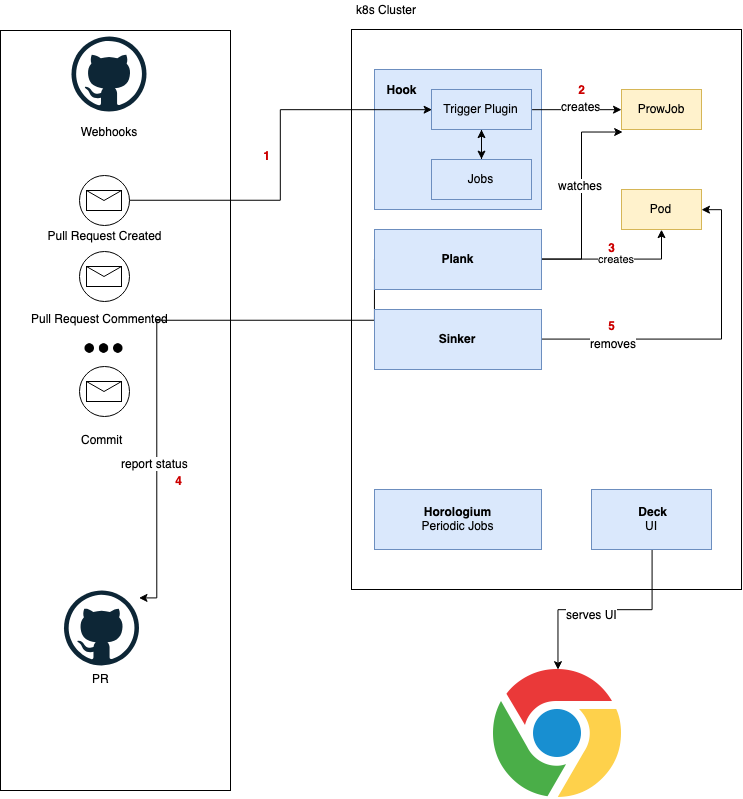 k8s Cluster
Webhooks
Hook
Trigger Plugin
2
creates
ProwJob
1
Jobs
watches
Pull Request Created
Pod
Plank
3
creates
Pull Request Commented
Sinker
5
removes
Commit
report status
4
Horologium
Periodic Jobs
Deck
UI
serves UI
PR